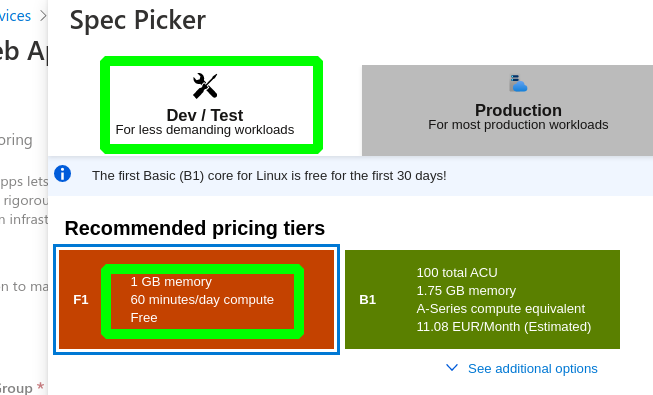 vices
Spec Picker
eb Ap
Dev / Test
For less demanding workloads
Production
For most production workloads
oring
The first Basic (B1) core for Linux is free for the first 30 days!
pps lets
rigorou
n infrast
Recommended pricing tiers
F1
1 GB memory
60 minutes/day compute
Free
B1
100 total ACU
1.75 GB memory
A-Series compute equivalent
11.08 EUR/Month (Estimated)
on to ma
See additional options
Group *